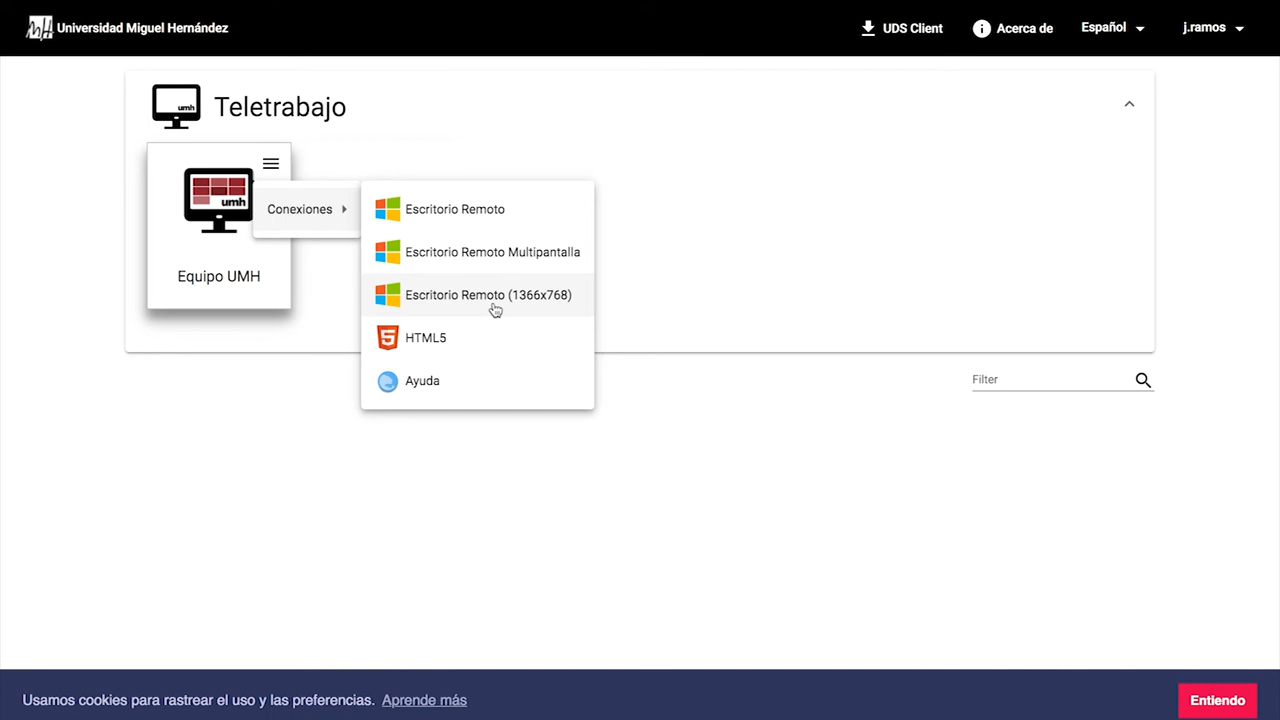 Universidad Miguel Hernández
UDS Client
Acerca de
Español
j.ramos
umh
Teletrabajo
umh
Equipo UMH
Conexiones
Escritorio Remoto
Escritorio Remoto Multipantalla
Escritorio Remoto (1366x768)
HTML5
Ayuda
Filter
Usamos cookies para rastrear el uso y las preferencias. Aprende más
Entiendo